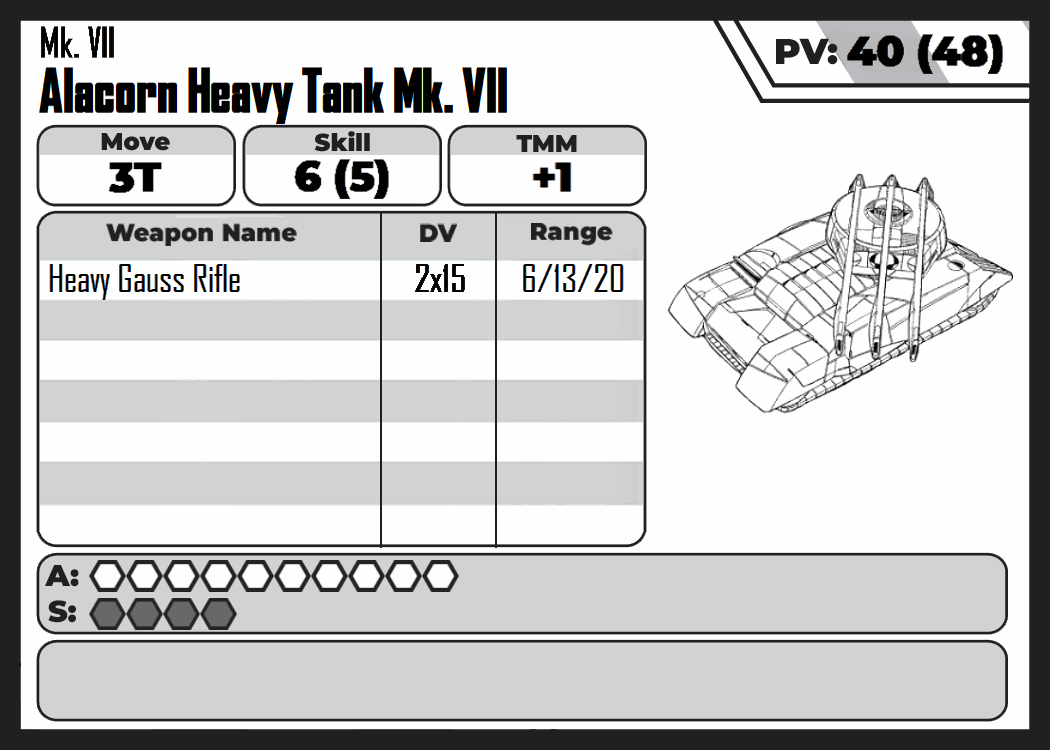 Mk. VII
Alacorn Heavy Tank Mk. VII
PV: 40 (48)
Move Skill TMM
3T 6 (5) +1
Weapon Name DV Range
Heavy Gauss Rifle 2x15 6/13/20
A:
S: